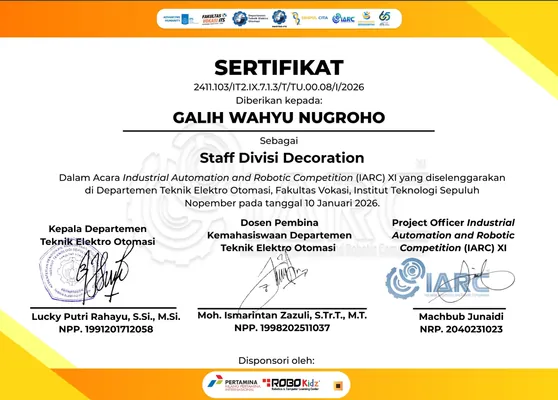 SERTIFIKAT
2411.103/IT2.IX.7.1.3/T/TU.00.08/I/2026
Diberikan kepada:
GALIH WAHYU NUGROHO
Sebagai
Staff Divisi Decoration
Dalam Acara Industrial Automation and Robotic Competition (IARC) XI yang diselenggarakan
di Departemen Teknik Elektro Otomasi, Fakultas Vokasi, Institut Teknologi Sepuluh
Nopember pada tanggal 10 Januari 2026.
Kepala Departemen
Teknik Elektro Otomasi
Lucky Putri Rahayu, S.Si., M.Si.
NPP. 1991201712058
Dosen Pembina
Kemahasiswaan Departemen
Teknik Elektro Otomasi
Moh. Ismarintan Zazuli, S.Tr.T., M.T.
NPP. 1998202511037
Project Officer Industrial
Automation and Robotic
Competition (IARC) XI
IARC
Machbub Junaidi
NRP. 2040231023
Disponsori oleh:
PERTAMINA
ROBOKidz